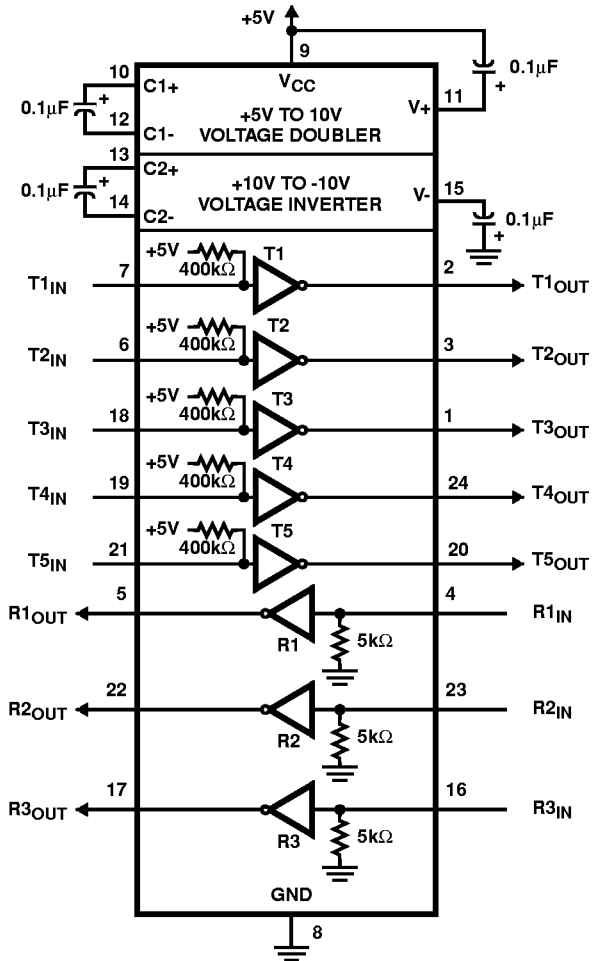 +5V
9
10
C1+
VCC
0.1µF
+
0.1µF
+
+5V TO 10V
VOLTAGE DOUBLER
V+
11
12
C1-
13
C2+
0.1µF
+
+10V TO -10V
VOLTAGE INVERTER
V-
15
14
C2-
0.1µF
+
+5V
400kΩ
T1
T1IN
7
2
T1OUT
+5V
400kΩ
T2
T2IN
6
3
T2OUT
+5V
400kΩ
T3
T3IN
18
1
T3OUT
+5V
400kΩ
T4
T4IN
19
24
T4OUT
+5V
400kΩ
T5
T5IN
21
20
T5OUT
R1OUT
5
4
R1IN
R1
5kΩ
R2OUT
22
23
R2IN
R2
5kΩ
R3OUT
17
16
R3IN
R3
5kΩ
GND
8